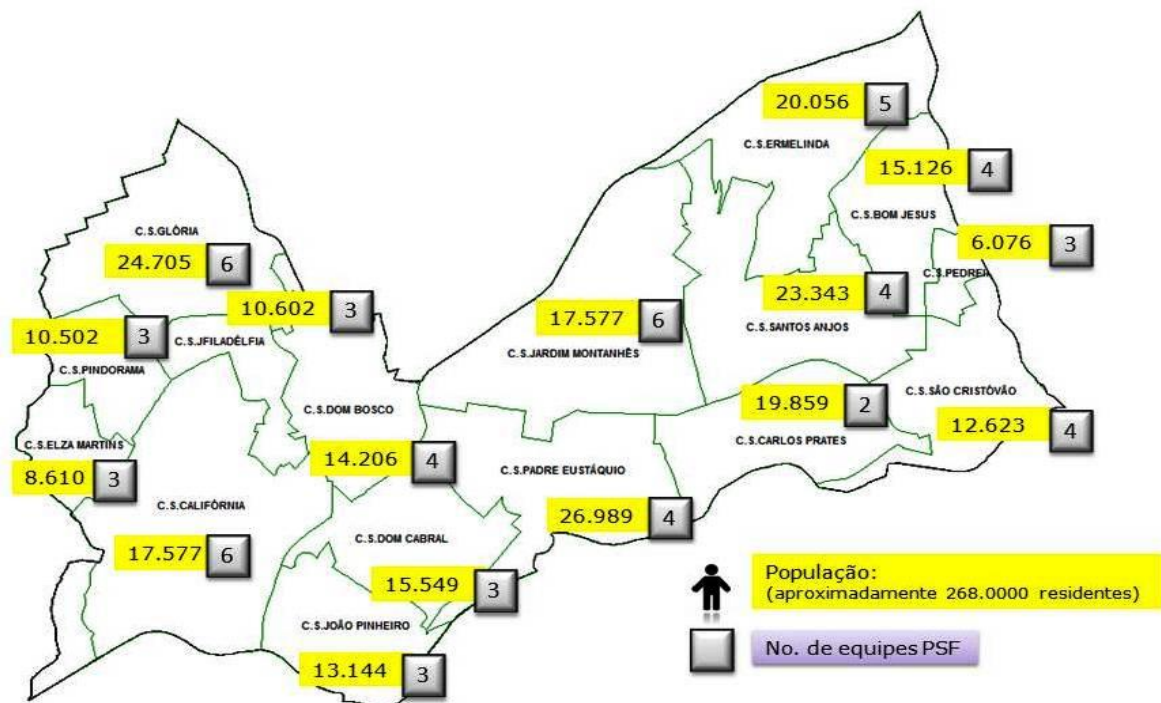 20.056 5
C.S.ERMELINDA
15.126 4
C.S.BOM JESUS
6.076 3
C.S.GLÓRIA
24.705 6
C.S.PEDREI
10.602 3
23.343 4
17.577 6
C.S.SANTOS ANJOS
10.502 3
C.S.JFILADÉLFIA
C.S.JARDIM MONTANHÊS
C.S.PINDORAMA
C.S.SÃO CRISTÓVÃO
19.859 2
C.S.DOM BOSCO
12.623 4
C.S.ELZA MARTINS
C.S.CARLOS PRATES
14.206 4
C.S.PADRE EUSTÁQUIO
8.610 3
C.S.CALIFÓRNIA
26.989 4
C.S.DOM CABRAL
17.577 6
15.549 3
C.S.JOÃO PINHEIRO
13.144 3
População:
(aproximadamente 268.0000 residentes)
No. de equipes PSF